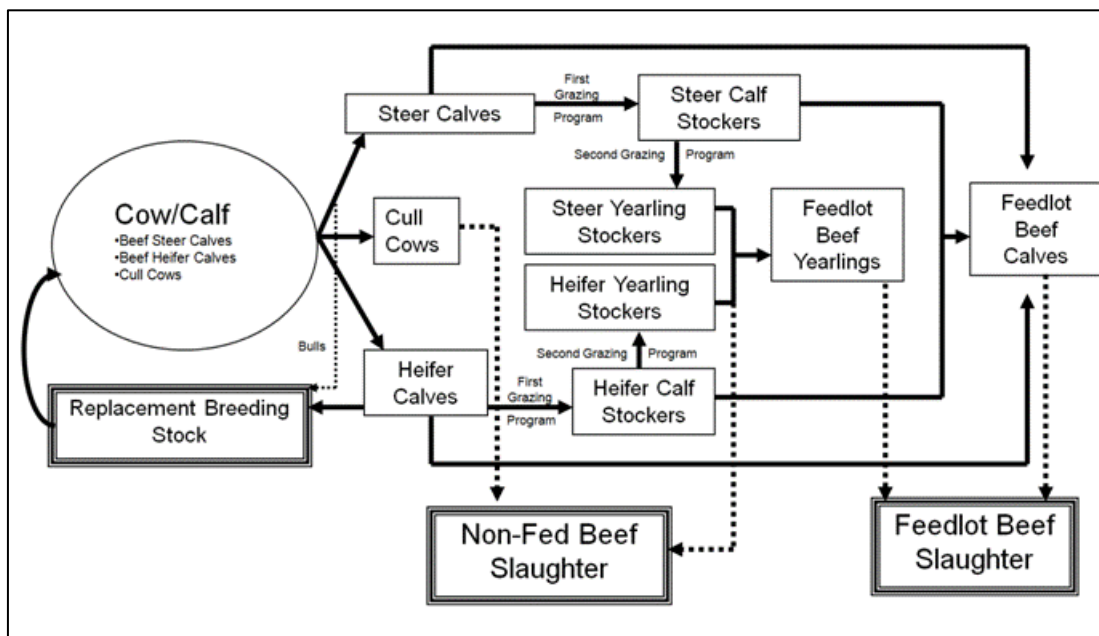 First
Grazing
Program
Steer Calves
Steer Calf
Stockers
Second Grazing
Program
Cow/Calf
•Beef Steer Calves
•Beef Heifer Calves
•Cull Cows
Cull
Cows
Steer Yearling
Stockers
Feedlot
Beef
Yearlings
Feedlot
Beef
Calves
Heifer Yearling
Stockers
Bulls
Second Grazing
Program
Heifer
Calves
First
Grazing
Program
Heifer Calf
Stockers
Replacement Breeding
Stock
Non-Fed Beef
Slaughter
Feedlot Beef
Slaughter